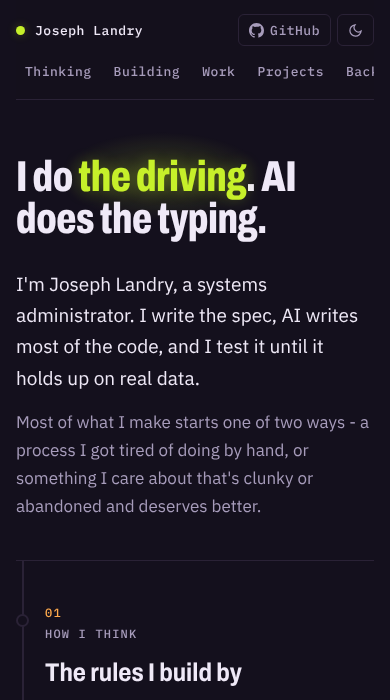 Joseph Landry
GitHub
Thinking Building Work Projects Back
I do the driving. AI
does the typing.
I'm Joseph Landry, a systems
administrator. I write the spec, AI writes
most of the code, and I test it until it
holds up on real data.
Most of what I make starts one of two ways - a
process I got tired of doing by hand, or
something I care about that's clunky or
abandoned and deserves better.
01
HOW I THINK
The rules I build by